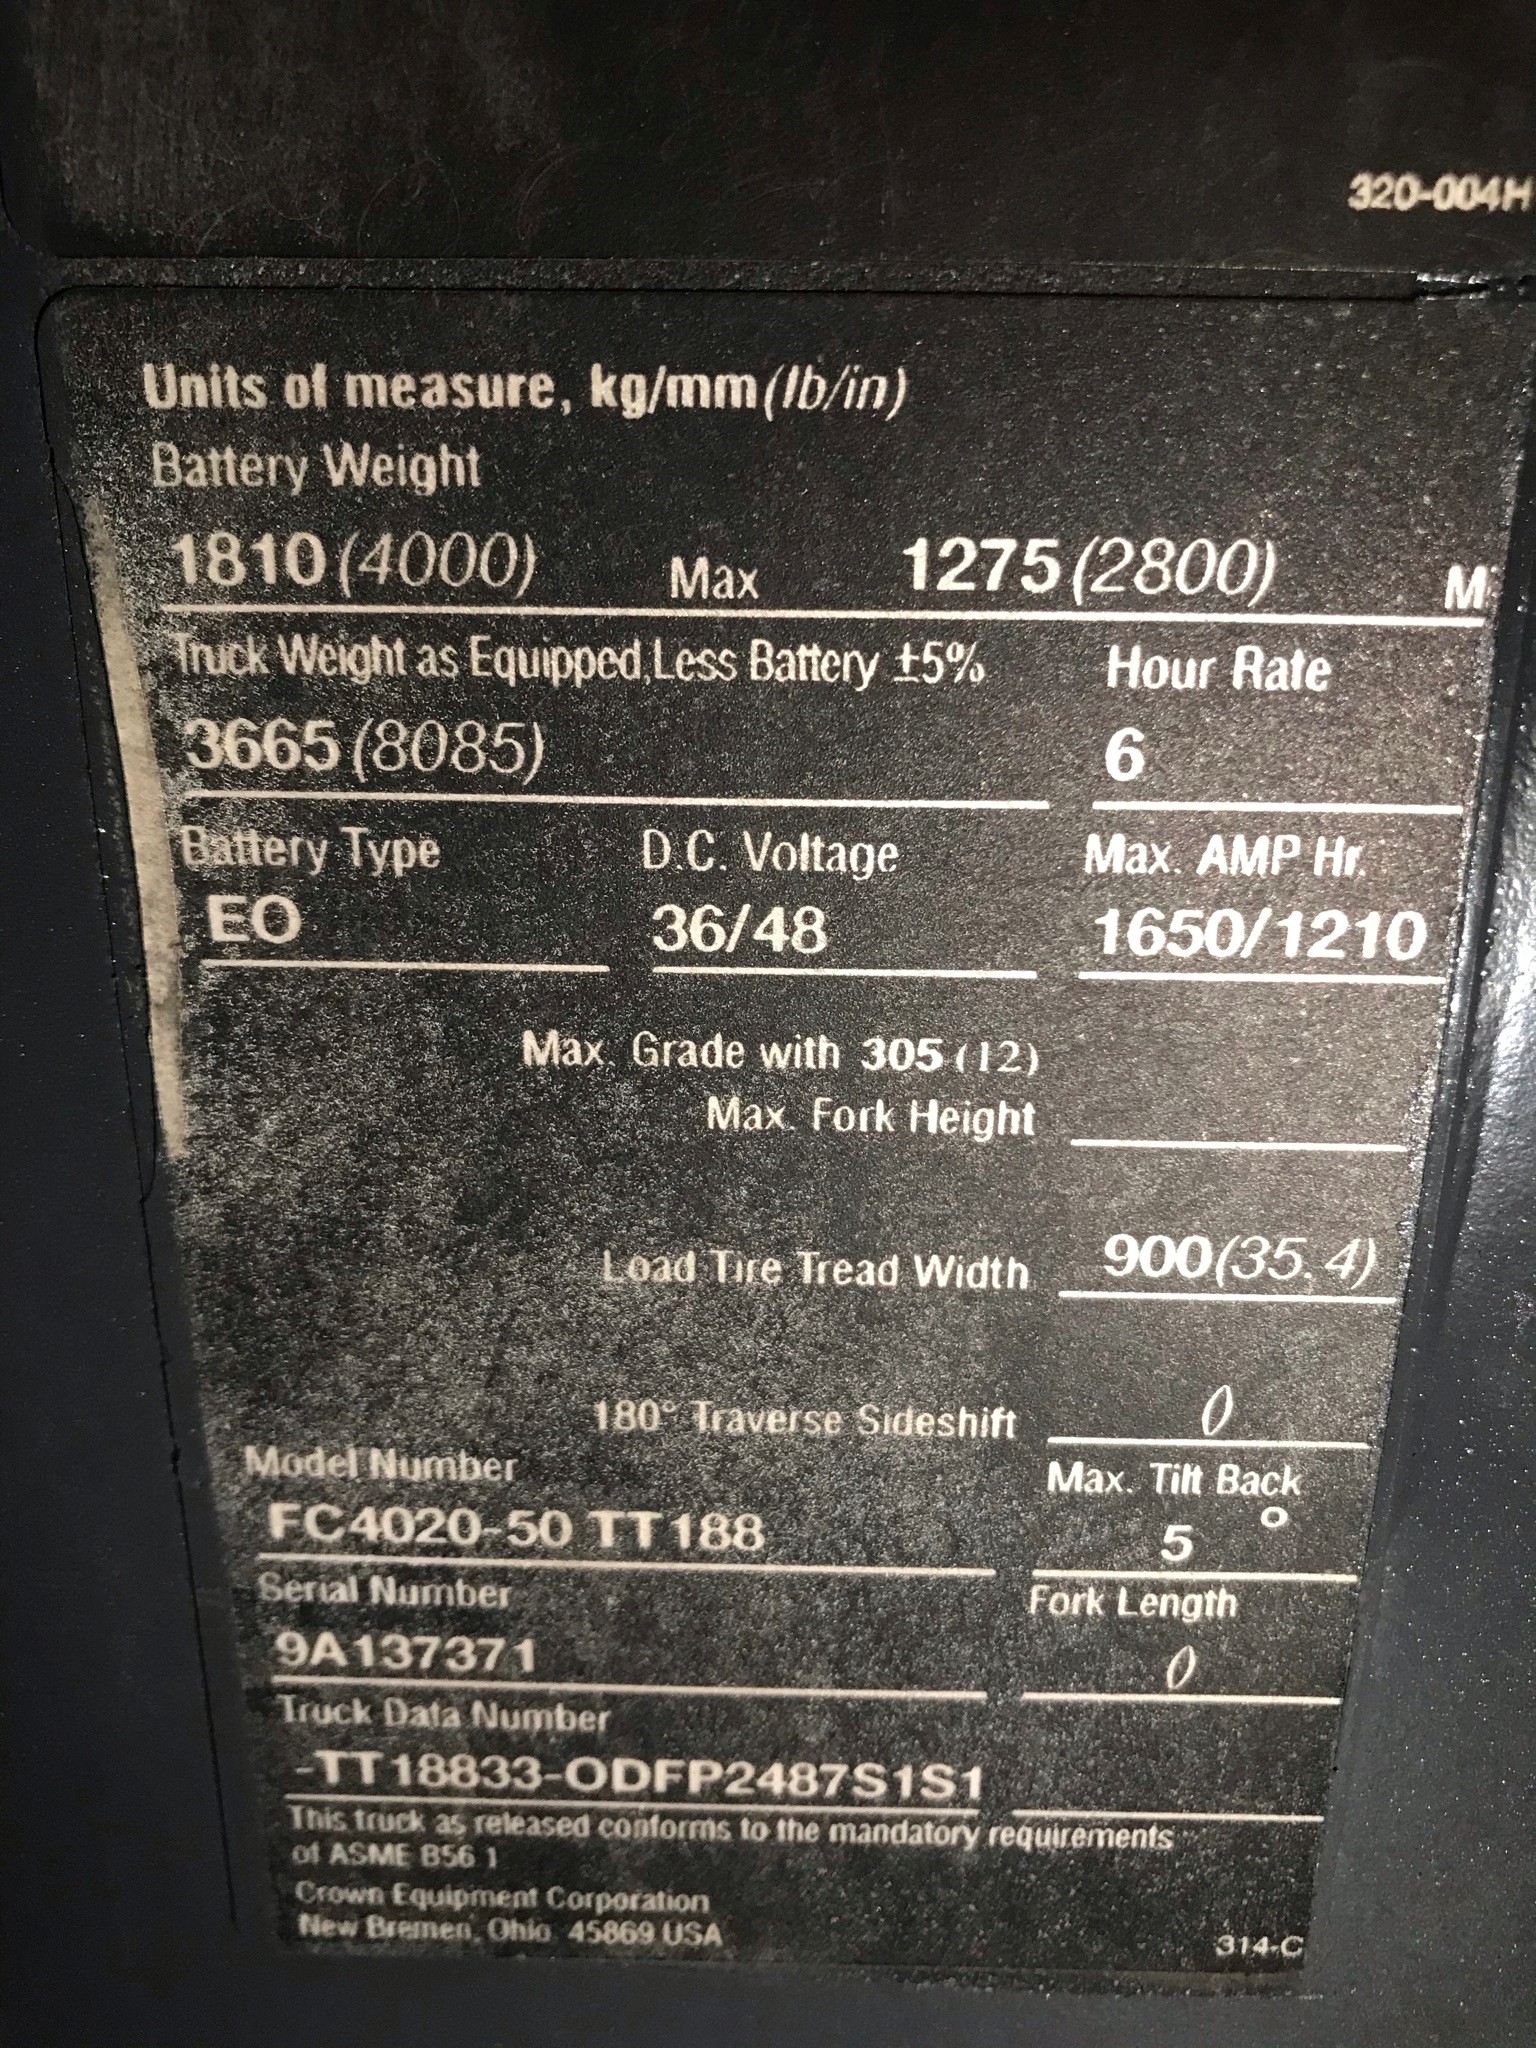 320-004H
Units of measure, kg/mm(lb/in)
Battery Weight
1810(4000) Max 1275(2800)
Truck Weight as Equipped,Less Battery ±5% Hour Rate
3665(8085) 6
Battery Type D.C. Voltage Max. AMP Hr.
EO 36/48 1650/1210
Max. Grade with 305 (12)
Max. Fork Height
Load Tire Tread Width 900(35.4)
180° Traverse Sideshift 0
Model Number Max. Tilt Back
FC4020-50 TT188 5°
Serial Number Fork Length
9A137371 0
Truck Data Number
-TT18833-ODFP2487S1S1
This truck as released conforms to the mandatory requirements
of ASME B56.1
Crown Equipment Corporation
New Bremen, Ohio 45869 USA
314-C